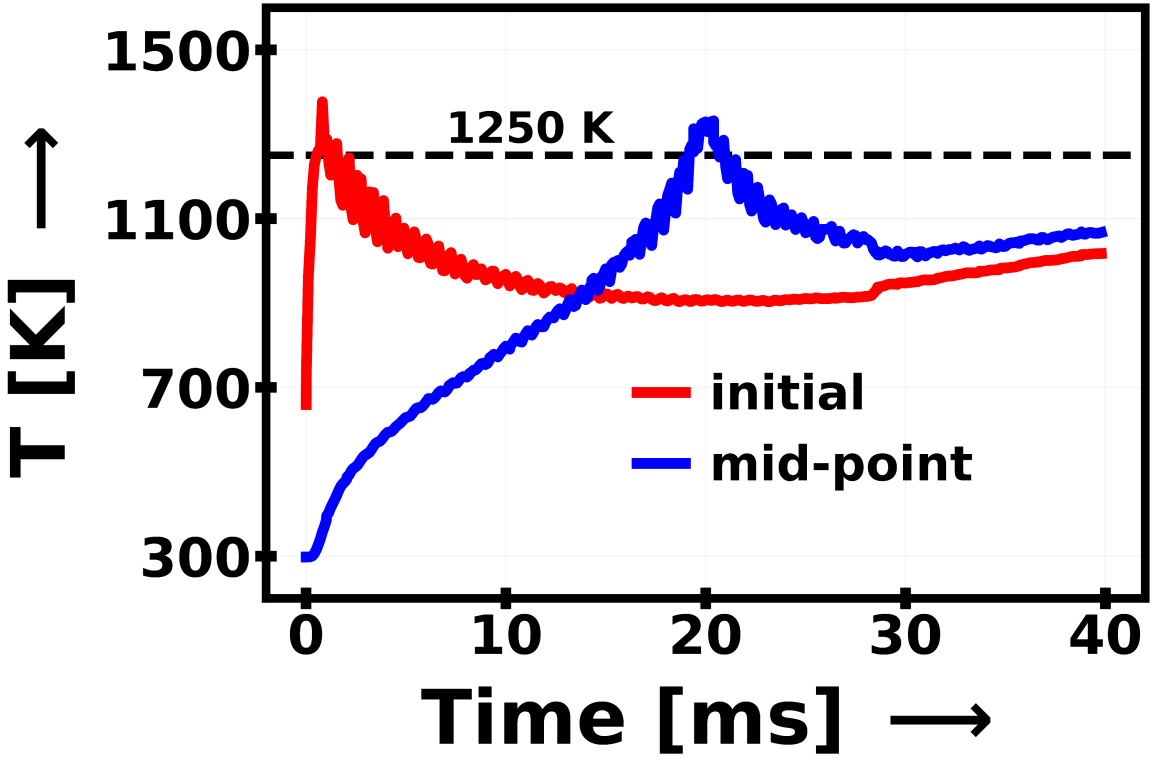 T [K] ⟶
1500
1100
700
300
1250 K
initial
mid-point
0 10 20 30 40
Time [ms] ⟶